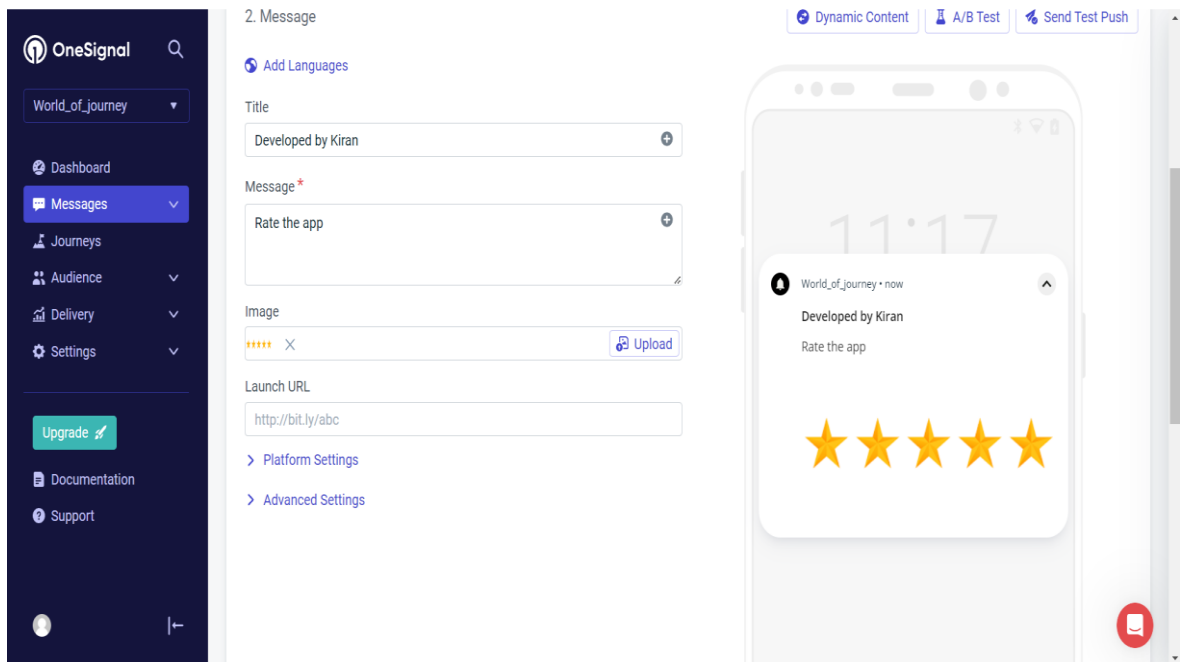 OneSignal
World_of_journey
Dashboard
Messages
Journeys
Audience
Delivery
Settings
Upgrade
Documentation
Support
2. Message
Dynamic Content
A/B Test
Send Test Push
Add Languages
Title
Developed by Kiran
Message*
Rate the app
Image
Upload
Launch URL
http://bit.ly/abc
Platform Settings
Advanced Settings
11:17
World_of_journey • now
Developed by Kiran
Rate the app